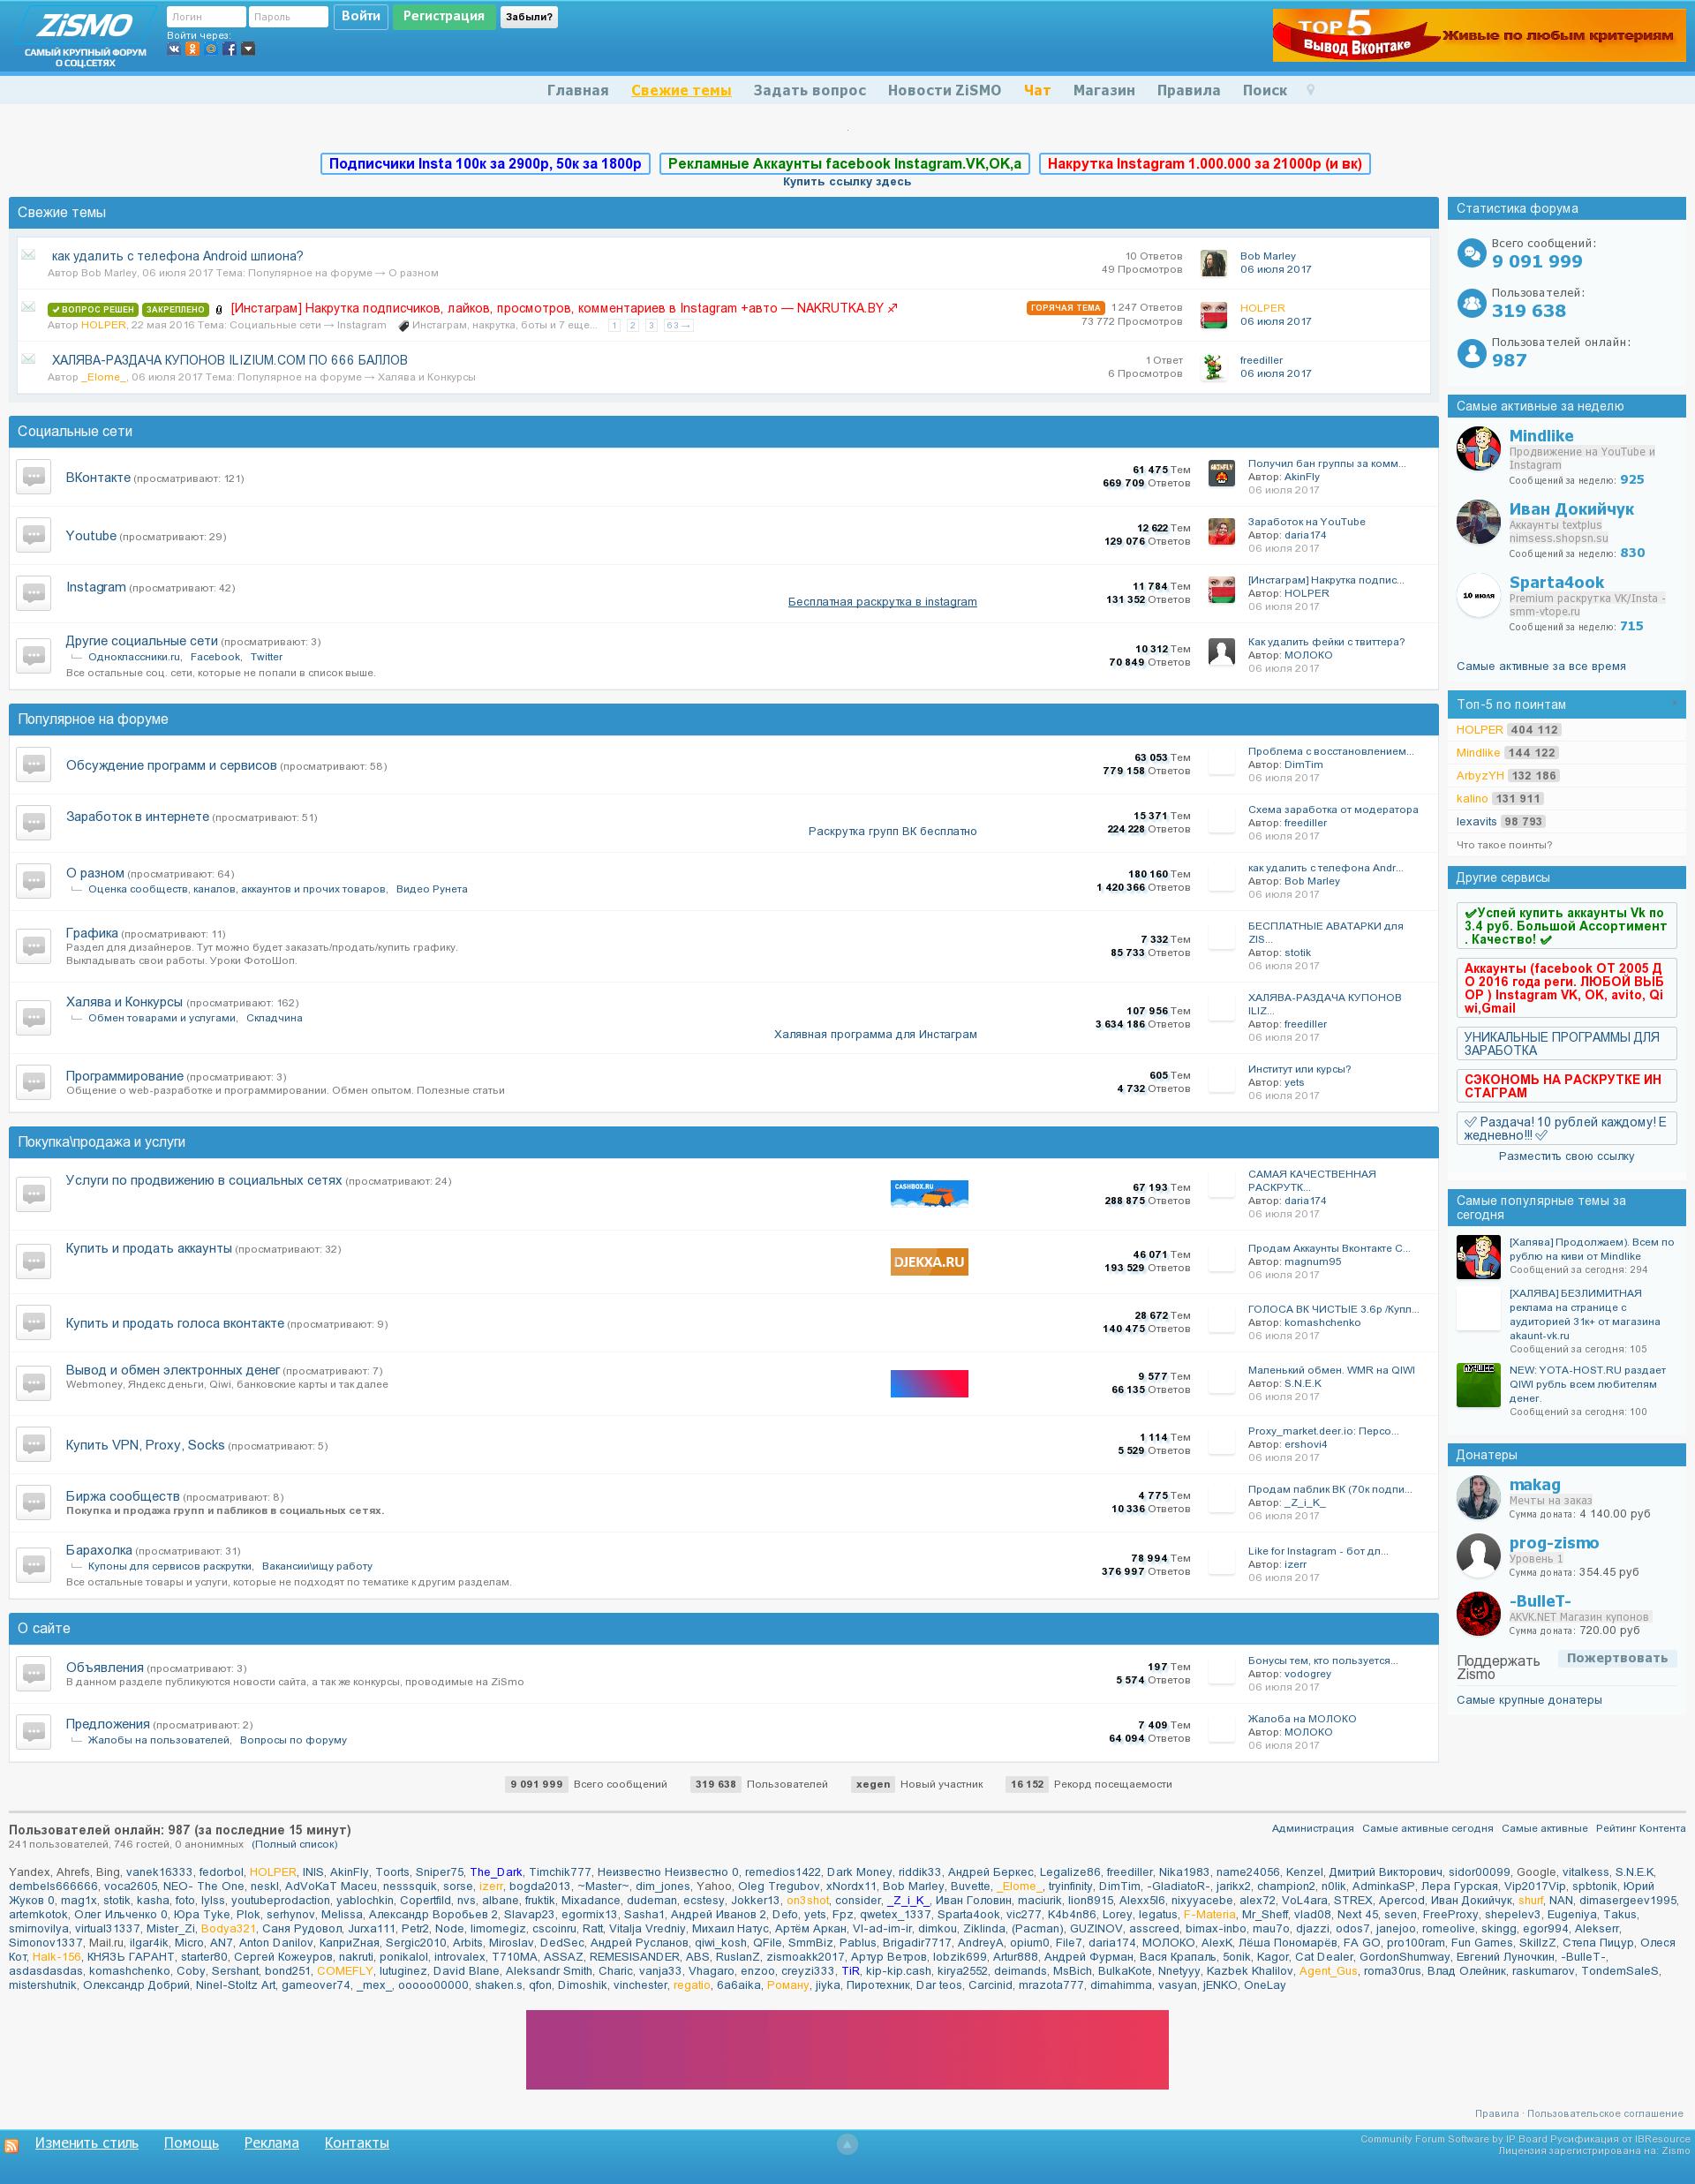 ZiSMO
САМЫЙ КРУПНЫЙ ФОРУМ
О СОЦ.СЕТЯХ
Логин Пароль Войти Регистрация Забыли?
Войти через:
TOP 5
Вывод Вконтакте
Живые по любым критериям
Главная Свежие темы Задать вопрос Новости ZiSMO Чат Магазин Правила Поиск
Подписчики Insta 100к за 2900р, 50к за 1800р
Рекламные Аккаунты facebook Instagram.VK,OK,a
Накрутка Instagram 1.000.000 за 21000р (и вк)
Купить ссылку здесь
Свежие темы
как удалить с телефона Android шпиона?
Автор Bob Marley, 06 июля 2017 Тема: Популярное на форуме → О разном
10 Ответов
49 Просмотров
Bob Marley
06 июля 2017
ВОПРОС РЕШЕН ЗАКРЕПЛЕНО [Инстаграм] Накрутка подписчиков, лайков, просмотров, комментариев в Instagram +авто — NAKRUTKA.BY
Автор HOLPER, 22 мая 2016 Тема: Социальные сети → Instagram Инстаграм, накрутка, боты и 7 еще... 1 2 3 63 →
ГОРЯЧАЯ ТЕМА 1 247 Ответов
73 772 Просмотров
HOLPER
06 июля 2017
ХАЛЯВА-РАЗДАЧА КУПОНОВ ILIZIUM.COM ПО 666 БАЛЛОВ
Автор _Elome_, 06 июля 2017 Тема: Популярное на форуме → Халява и Конкурсы
1 Ответ
6 Просмотров
freediller
06 июля 2017
Социальные сети
ВКонтакте (просматривают: 121)
61 475 Тем
669 709 Ответов
Получил бан группы за комм...
Автор: AkinFly
06 июля 2017
Youtube (просматривают: 29)
12 622 Тем
129 076 Ответов
Заработок на YouTube
Автор: daria174
06 июля 2017
Instagram (просматривают: 42)
Бесплатная раскрутка в instagram
11 784 Тем
131 352 Ответов
[Инстаграм] Накрутка подпис...
Автор: HOLPER
06 июля 2017
Другие социальные сети (просматривают: 3)
Одноклассники.ru, Facebook, Twitter
Все остальные соц. сети, которые не попали в список выше.
10 312 Тем
70 849 Ответов
Как удалить фейки с твиттера?
Автор: МОЛОКО
06 июля 2017
Популярное на форуме
Обсуждение программ и сервисов (просматривают: 58)
63 053 Тем
779 158 Ответов
Проблема с восстановлением...
Автор: DimTim
06 июля 2017
Заработок в интернете (просматривают: 51)
Раскрутка групп ВК бесплатно
15 371 Тем
224 228 Ответов
Схема заработка от модератора
Автор: freediller
06 июля 2017
О разном (просматривают: 64)
Оценка сообществ, каналов, аккаунтов и прочих товаров, Видео Рунета
180 160 Тем
1 420 366 Ответов
как удалить с телефона Andr...
Автор: Bob Marley
06 июля 2017
Графика (просматривают: 11)
Раздел для дизайнеров. Тут можно будет заказать/продать/купить графику.
Выкладывать свои работы. Уроки ФотоШоп.
7 332 Тем
85 733 Ответов
БЕСПЛАТНЫЕ АВАТАРКИ для
ZIS...
Автор: stotik
06 июля 2017
Халява и Конкурсы (просматривают: 162)
Обмен товарами и услугами, Складчина
Халявная программа для Инстаграм
107 956 Тем
3 634 186 Ответов
ХАЛЯВА-РАЗДАЧА КУПОНОВ
ILIZ...
Автор: freediller
06 июля 2017
Программирование (просматривают: 3)
Общение о web-разработке и программировании. Обмен опытом. Полезные статьи
605 Тем
4 732 Ответов
Институт или курсы?
Автор: yets
06 июля 2017
Покупка\продажа и услуги
Услуги по продвижению в социальных сетях (просматривают: 24)
CASHBOX.RU
67 193 Тем
288 875 Ответов
САМАЯ КАЧЕСТВЕННАЯ
РАСКРУТК...
Автор: daria174
06 июля 2017
Купить и продать аккаунты (просматривают: 32)
DJEKXA.RU
46 071 Тем
193 529 Ответов
Продам Аккаунты Вконтакте С...
Автор: magnum95
06 июля 2017
Купить и продать голоса вконтакте (просматривают: 9)
28 672 Тем
140 475 Ответов
ГОЛОСА ВК ЧИСТЫЕ 3.6р /Купл...
Автор: komashchenko
06 июля 2017
Вывод и обмен электронных денег (просматривают: 7)
Webmoney, Яндекс деньги, Qiwi, банковские карты и так далее
9 577 Тем
66 135 Ответов
Маленький обмен. WMR на QIWI
Автор: S.N.E.K
06 июля 2017
Купить VPN, Proxy, Socks (просматривают: 5)
1 114 Тем
5 529 Ответов
Proxy_market.deer.io: Персо...
Автор: ershovi4
06 июля 2017
Биржа сообществ (просматривают: 8)
Покупка и продажа групп и пабликов в социальных сетях.
4 775 Тем
10 336 Ответов
Продам паблик ВК (70к подпи...
Автор: _Z_i_K_
06 июля 2017
Барахолка (просматривают: 31)
Купоны для сервисов раскрутки, Вакансии\ищу работу
Все остальные товары и услуги, которые не подходят по тематике к другим разделам.
78 994 Тем
376 997 Ответов
Like for Instagram - бот дл...
Автор: izerr
06 июля 2017
О сайте
Объявления (просматривают: 3)
В данном разделе публикуются новости сайта, а так же конкурсы, проводимые на ZiSmo
197 Тем
5 574 Ответов
Бонусы тем, кто пользуется...
Автор: vodogrey
06 июля 2017
Предложения (просматривают: 2)
Жалобы на пользователей, Вопросы по форуму
7 409 Тем
64 094 Ответов
Жалоба на МОЛОКО
Автор: МОЛОКО
06 июля 2017
Статистика форума
Всего сообщений:
9 091 999
Пользователей:
319 638
Пользователей онлайн:
987
Самые активные за неделю
Mindlike
Продвижение на YouTube и
Instagram
Сообщений за неделю: 925
Иван Докийчук
Аккаунты textplus
nimsess.shopsn.su
Сообщений за неделю: 830
10 июля
Sparta4ook
Premium раскрутка VK/Insta -
smm-vtope.ru
Сообщений за неделю: 715
Самые активные за все время
Топ-5 по поинтам
HOLPER 404 112
Mindlike 144 122
ArbyzYH 132 186
kalino 131 911
lexavits 98 793
Что такое поинты?
Другие сервисы
✔Успей купить аккаунты Vk по
3.4 руб. Большой Ассортимент
. Качество! ✔
Аккаунты (facebook ОТ 2005 Д
О 2016 года реги. ЛЮБОЙ ВЫБ
ОР ) Instagram VK, OK, avito, Qi
wi,Gmail
УНИКАЛЬНЫЕ ПРОГРАММЫ ДЛЯ
ЗАРАБОТКА
СЭКОНОМЬ НА РАСКРУТКЕ ИН
СТАГРАМ
✅ Раздача! 10 рублей каждому! Е
жедневно!!! ✅
Разместить свою ссылку
Самые популярные темы за
сегодня
[Халява] Продолжаем). Всем по
рублю на киви от Mindlike
Сообщений за сегодня: 294
[ХАЛЯВА] БЕЗЛИМИТНАЯ
реклама на странице с
аудиторией 31к+ от магазина
akaunt-vk.ru
Сообщений за сегодня: 105
NEW: YOTA-HOST.RU раздает
QIWI рубль всем любителям
денег.
Сообщений за сегодня: 100
Донатеры
makag
Мечты на заказ
Сумма доната: 4 140.00 руб
prog-zismo
Уровень 1
Сумма доната: 354.45 руб
-BulleT-
AKVK.NET Магазин купонов
Сумма доната: 720.00 руб
Поддержать
Zismo
Пожертвовать
Самые крупные донатеры
9 091 999 Всего сообщений 319 638 Пользователей xegen Новый участник 16 152 Рекорд посещаемости
Пользователей онлайн: 987 (за последние 15 минут)
Администрация Самые активные сегодня Самые активные Рейтинг Контента
241 пользователей, 746 гостей, 0 анонимных (Полный список)
Yandex, Ahrefs, Bing, vanek16333, fedorbol, HOLPER, INIS, AkinFly, Toorts, Sniper75, The_Dark, Timchik777, Неизвестно Неизвестно 0, remedios1422, Dark Money, riddik33, Андрей Беркес, Legalize86, freediller, Nika1983, name24056, Kenzel, Дмитрий Викторович, sidor00099, Google, vitalkess, S.N.E.K,
dembels666666, voca2605, NEO- The One, neskl, AdVoKaT Maceu, nesssquik, sorse, izerr, bogda2013, ~Master~, dim_jones, Yahoo, Oleg Tregubov, xNordx11, Bob Marley, Buvette, _Elome_, tryinfinity, DimTim, -GladiatoR-, jarikx2, champion2, n0lik, AdminkaSP, Лера Гурская, Vip2017Vip, spbtonik, Юрий
Жуков 0, mag1x, stotik, kasha, foto, lylss, youtubeprodaction, yablochkin, Copertfild, nvs, albane, fruktik, Mixadance, dudeman, ecstesy, Jokker13, on3shot, consider, _Z_i_K_, Иван Головин, maciurik, lion8915, Alexx5l6, nixyyacebe, alex72, VoL4ara, STREX, Apercod, Иван Докийчук, shurf, NAN, dimasergeev1995,
artemkotok, Олег Ильченко 0, Юра Tyke, Plok, serhynov, Melissa, Александр Воробьев 2, Slavap23, egormix13, Sasha1, Андрей Иванов 2, Defo, yets, Fpz, qwetex_1337, Sparta4ook, vic277, K4b4n86, Lorey, legatus, F-Materia, Mr_Sheff, vlad08, Next 45, seven, FreeProxy, shepelev3, Eugeniya, Takus,
smirnovilya, virtual31337, Mister_Zi, Bodya321, Саня Рудовол, Jurxa111, Petr2, Node, limomegiz, cscoinru, Ratt, Vitalja Vredniy, Михаил Натус, Артём Аркан, Vl-ad-im-ir, dimkou, Ziklinda, (Pacman), GUZINOV, asscreed, bimax-inbo, mau7o, djazzi, odos7, janejoo, romeolive, skingg, egor994, Alekserr,
Simonov1337, Mail.ru, ilgar4ik, Micro, AN7, Anton Danilov, КаприZная, Sergic2010, Arbits, Miroslav, DedSec, Андрей Русланов, qiwi_kosh, QFile, SmmBiz, Pablus, Brigadir7717, AndreyA, opium0, File7, daria174, МОЛОКО, AlexK, Лёша Пономарёв, FA GO, pro100ram, Fun Games, SkillzZ, Степа Пицур, Олеся
Кот, Halk-156, КНЯЗЬ ГАРАНТ, starter80, Сергей Кожеуров, nakruti, ponikalol, introvalex, T710MA, ASSAZ, REMESISANDER, ABS, RuslanZ, zismoakk2017, Артур Ветров, lobzik699, Artur888, Андрей Фурман, Вася Крапаль, 5onik, Kagor, Cat Dealer, GordonShumway, Евгений Луночкин, -BulleT-,
asdasdasdas, komashchenko, Coby, Sershant, bond251, COMEFLY, lutuginez, David Blane, Aleksandr Smith, Charic, vanja33, Vhagaro, enzoo, creyzi333, TiR, kip-kip.cash, kirya2552, deimands, MsBich, BulkaKote, Nnetyyy, Kazbek Khalilov, Agent_Gus, roma30rus, Влад Олейник, raskumarov, TondemSaleS,
mistershutnik, Олександр Добрий, Ninel-Stoltz Art, gameover74, _mex_, ooooo00000, shaken.s, qfon, Dimoshik, vinchester, regatio, 6a6aika, Роману, jiyka, Пиротехник, Dar teos, Carcinid, mrazota777, dimahimma, vasyan, jENKO, OneLay
Правила · Пользовательское соглашение
Изменить стиль Помощь Реклама Контакты
Community Forum Software by IP.Board Русификация от IBResource
Лицензия зарегистрирована на: Zismo